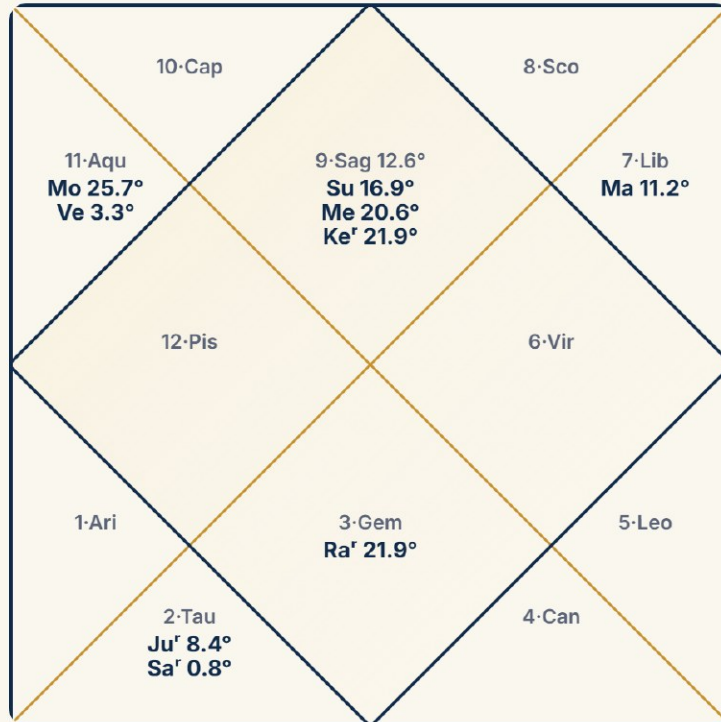 10·Cap
8·Sco
11·Aqu
Mo 25.7°
Ve 3.3°
9·Sag 12.6°
Su 16.9°
Me 20.6°
Keʳ 21.9°
7·Lib
Ma 11.2°
12·Pis
6·Vir
1·Ari
3·Gem
Raʳ 21.9°
5·Leo
2·Tau
Juʳ 8.4°
Saʳ 0.8°
4·Can